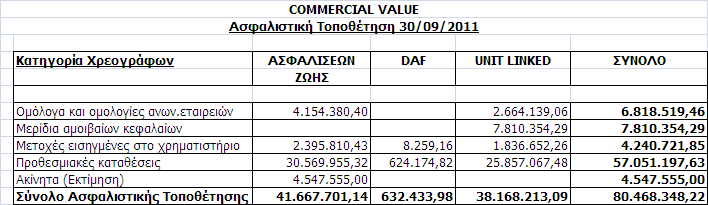 COMMERCIAL VALUE
Ασφαλιστική Τοποθέτηση 30/09/2011
Κατηγορία Χρεογράφων ΑΣΦΑΛΙΣΕΩΝ ΖΩΗΣ DAF UNIT LINKED ΣΥΝΟΛΟ
Ομόλογα και ομολογίες ανων.εταιρειών 4.154.380,40 2.664.139,06 6.818.519,46
Μερίδια αμοιβαίων κεφαλαίων 7.810.354,29 7.810.354,29
Μετοχές εισηγμένες στο χρηματιστήριο 2.395.810,43 8.259,16 1.836.652,26 4.240.721,85
Προθεσμιακές καταθέσεις 30.569.955,32 624.174,82 25.857.067,48 57.051.197,63
Ακίνητα (Εκτίμηση) 4.547.555,00 4.547.555,00
Σύνολο Ασφαλιστικής Τοποθέτησης 41.667.701,14 632.433,98 38.168.213,09 80.468.348,22